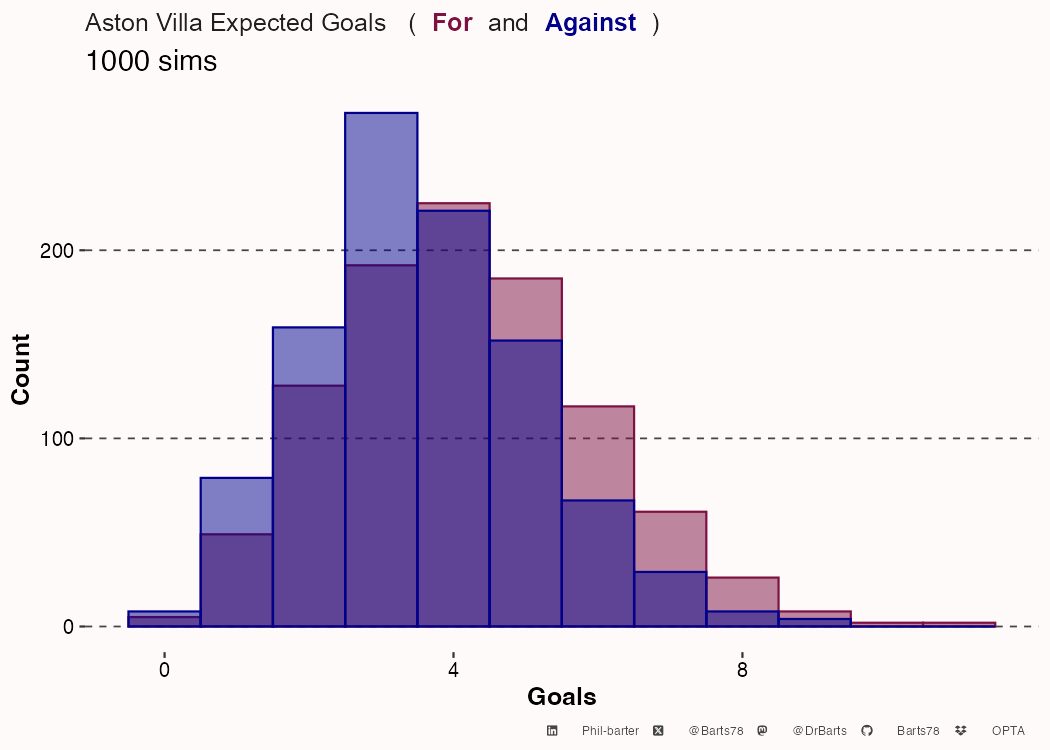 Aston Villa Expected Goals ( For and Against )
1000 sims
200
100
0
Count
0 4 8
Goals
Phil-barter @Barts78 @DrBarts Barts78 OPTA